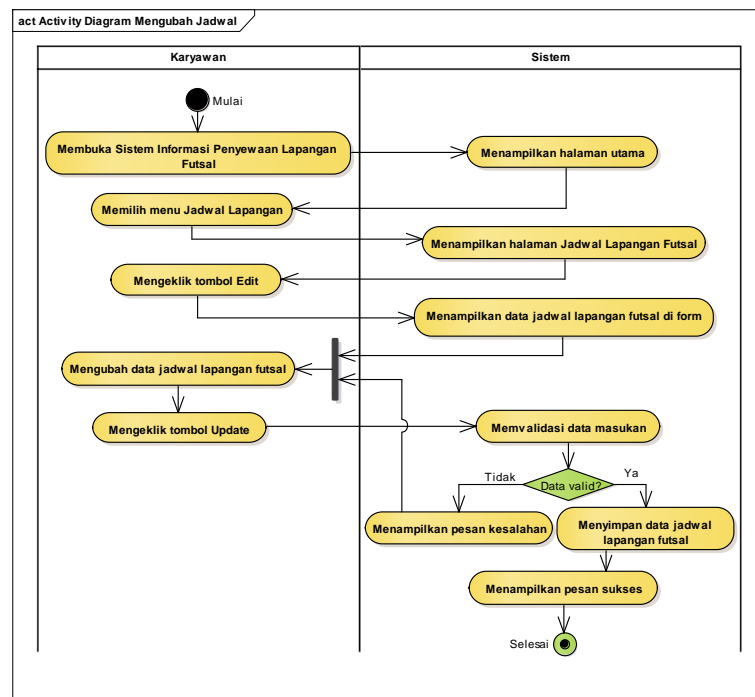 act Activity Diagram Mengubah Jadwal
Karyawan
Sistem
Mulai
Membuka Sistem Informasi Penyewaan Lapangan
Futsal
Menampilkan halaman utama
Memilih menu Jadwal Lapangan
Menampilkan halaman Jadwal Lapangan Futsal
Mengeklik tombol Edit
Menampilkan data jadwal lapangan futsal di form
Mengubah data jadwal lapangan futsal
Mengeklik tombol Update
Memvalidasi data masukan
Tidak
Data valid?
Ya
Menampilkan pesan kesalahan
Menyimpan data jadwal
lapangan futsal
Menampilkan pesan sukses
Selesai